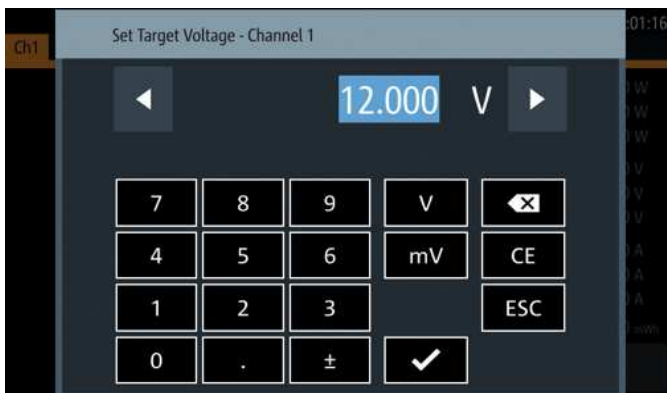 :01:16
Set Target Voltage - Channel 1
Ch1
12.000 V
W
W
W
7 8 9 V
V
V
V
4 5 6 mV CE
A
A
1 2 3 ESC
A
mWh
0 . ±